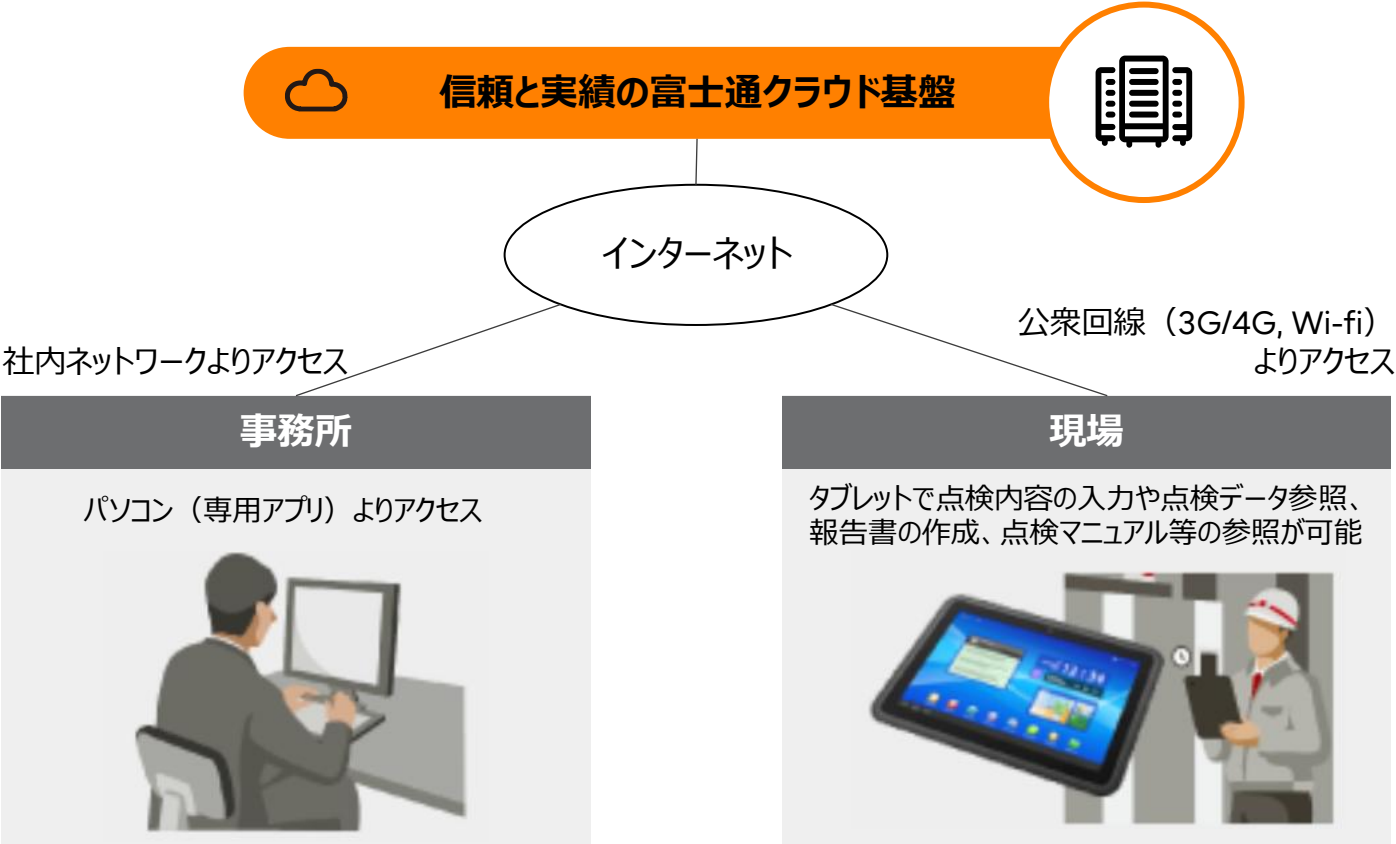 信頼と実績の富士通クラウド基盤
インターネット
社内ネットワークよりアクセス
公衆回線（3G/4G, Wi-fi）
よりアクセス
事務所
パソコン（専用アプリ）よりアクセス
現場
タブレットで点検内容の入力や点検データ参照、
報告書の作成、点検マニュアル等の参照が可能